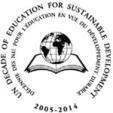 UN DECADE OF EDUCATION FOR SUSTAINABLE DEVELOPMENT
DÉCENNIE DES NU POUR L'ÉDUCATION EN VUE DU DÉVELOPPEMENT DURABLE
2005-2014